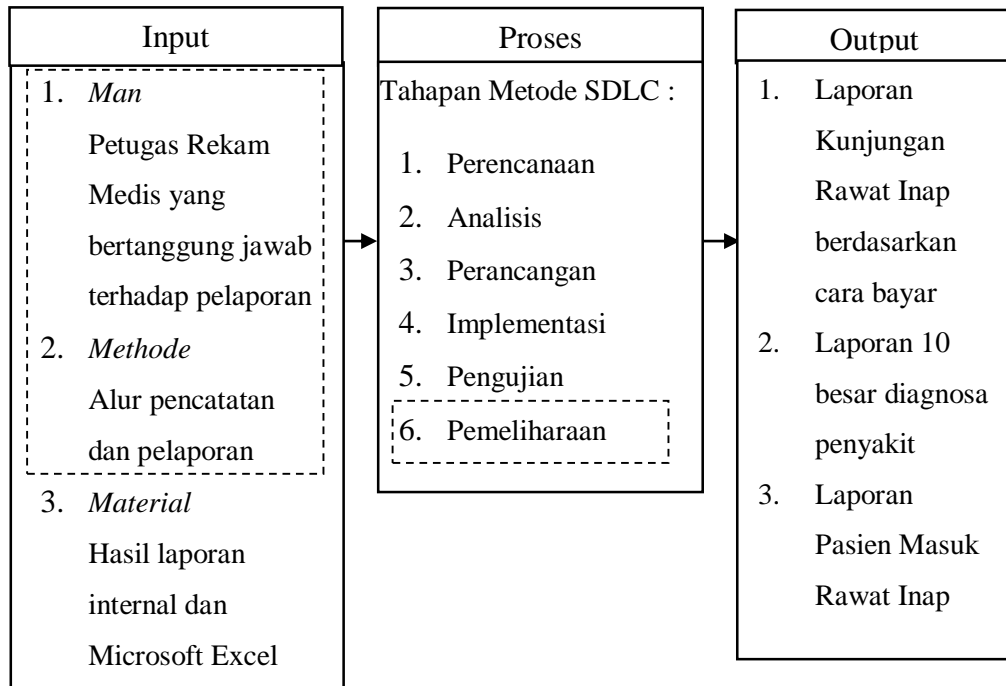 Input
1. Man
Petugas Rekam
Medis yang
bertanggung jawab
terhadap pelaporan
2. Methode
Alur pencatatan
dan pelaporan
3. Material
Hasil laporan
internal dan
Microsoft Excel
Proses
Tahapan Metode SDLC :
1. Perencanaan
2. Analisis
3. Perancangan
4. Implementasi
5. Pengujian
6. Pemeliharaan
Output
1. Laporan
Kunjungan
Rawat Inap
berdasarkan
cara bayar
2. Laporan 10
besar diagnosa
penyakit
3. Laporan
Pasien Masuk
Rawat Inap